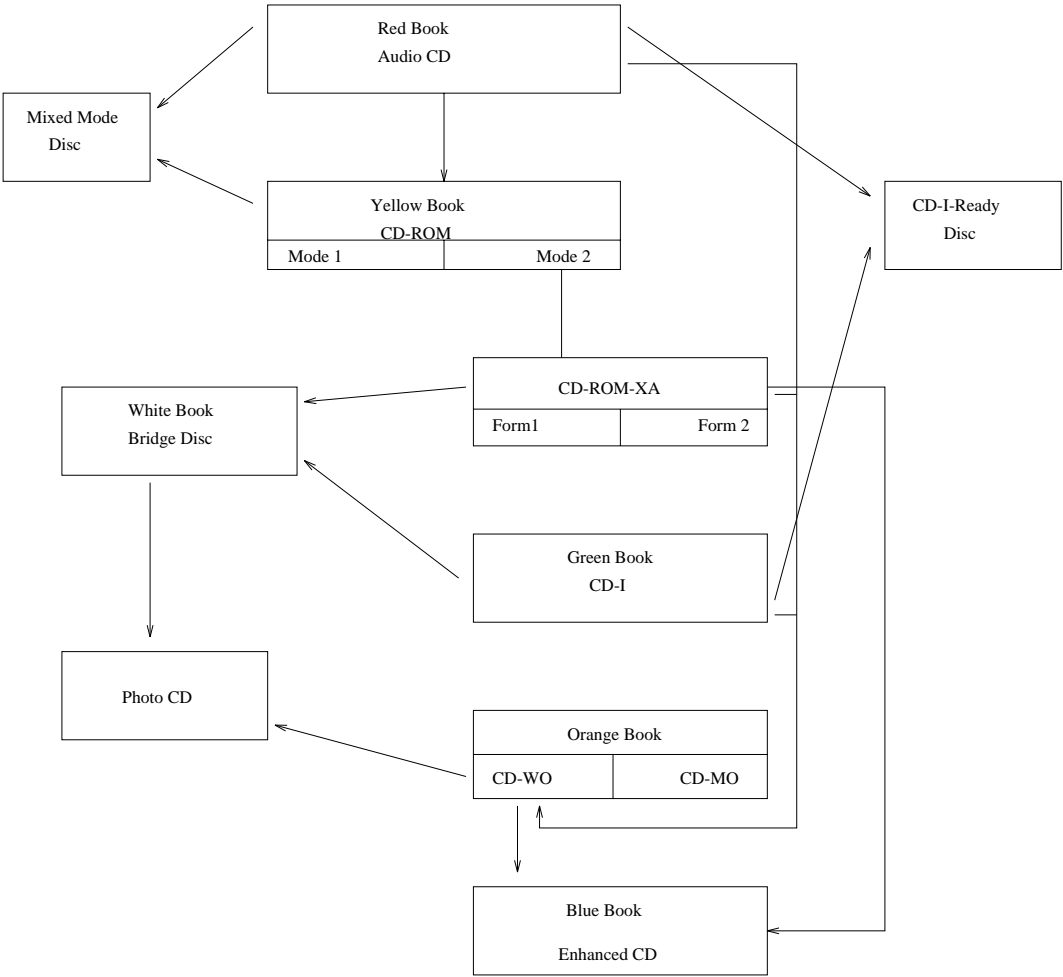 Red Book
Audio CD
Mixed Mode
Disc
Yellow Book
CD-ROM
Mode 1
Mode 2
CD-I-Ready
Disc
CD-ROM-XA
Form1
Form 2
White Book
Bridge Disc
Green Book
CD-I
Photo CD
Orange Book
CD-WO
CD-MO
Blue Book
Enhanced CD